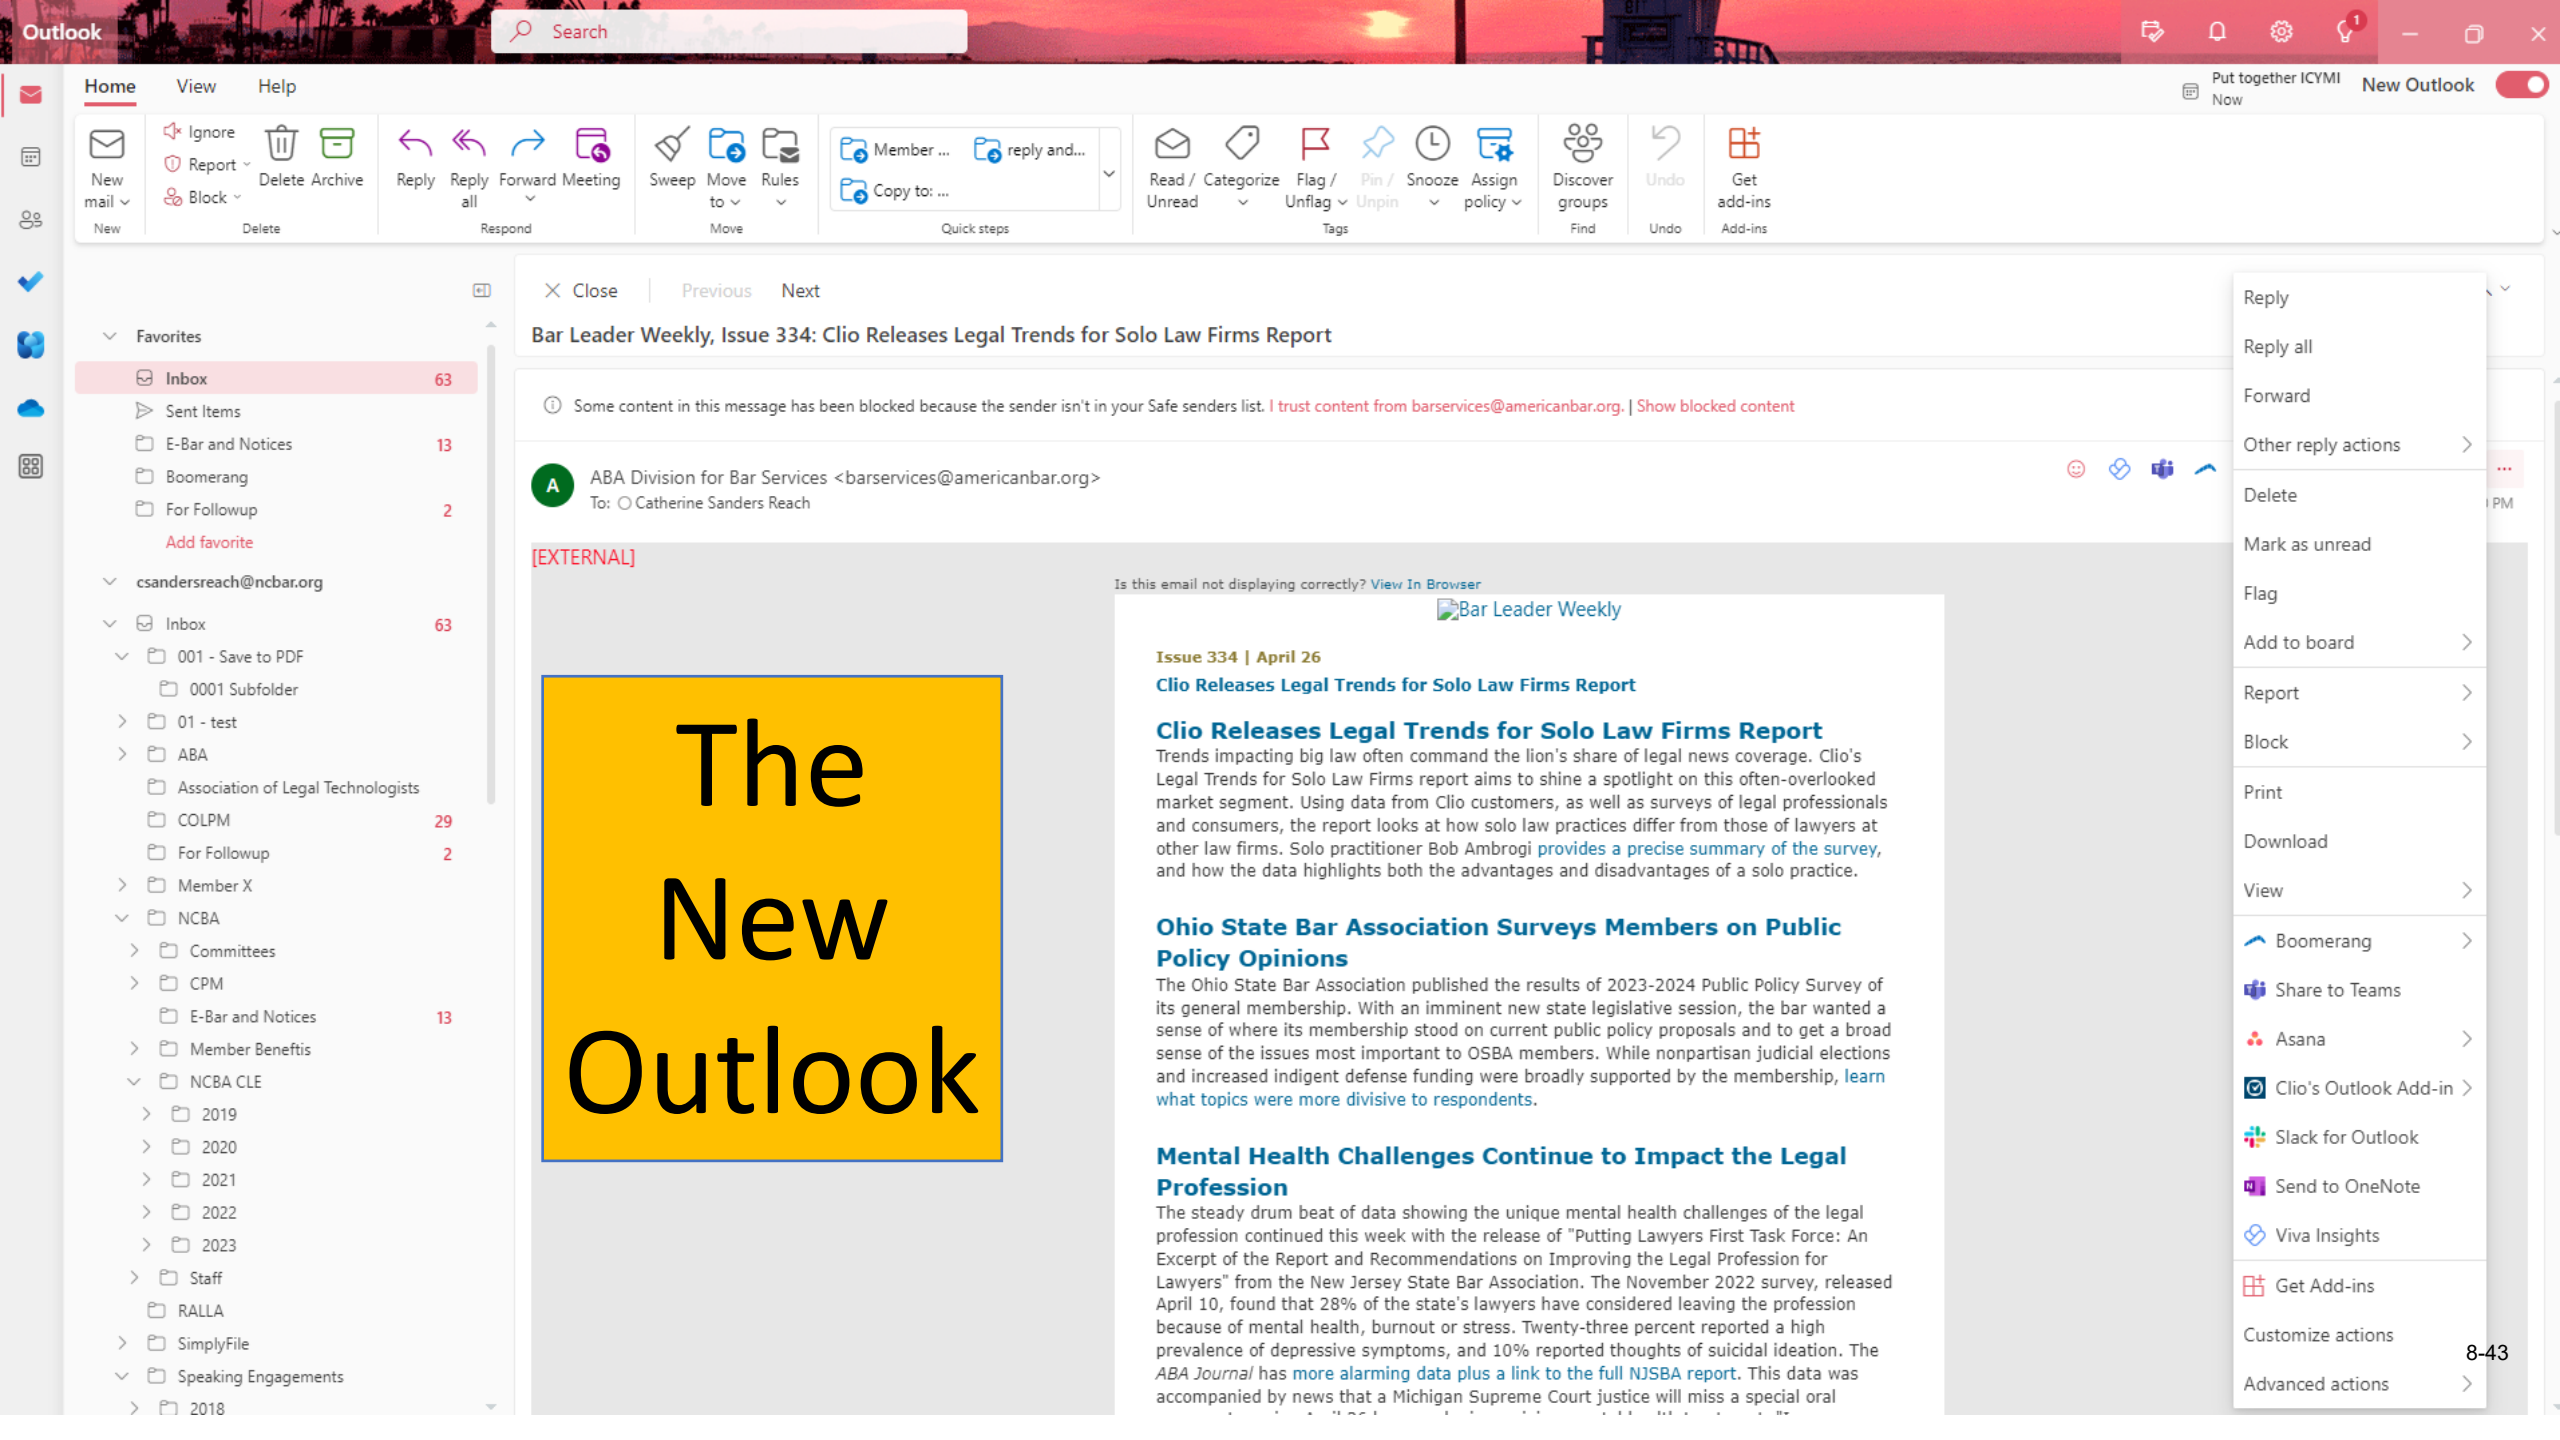 Outlook
Search
1
Home View Help
Put together ICYMI
Now
New Outlook
New mail
Ignore
Report
Block
Delete Archive
Reply Reply all Forward Meeting
Sweep Move to Rules
Member ... reply and...
Copy to: ...
Read / Unread Categorize Flag / Unflag Pin / Unpin Snooze Assign policy
Discover groups
Undo
Get add-ins
New Delete Respond Move Quick steps Tags Find Undo Add-ins
Close Previous Next
Bar Leader Weekly, Issue 334: Clio Releases Legal Trends for Solo Law Firms Report
Favorites
Inbox 63
Sent Items
E-Bar and Notices 13
Boomerang
For Followup 2
Add favorite
csandersreach@ncbar.org
Inbox 63
001 - Save to PDF
0001 Subfolder
01 - test
ABA
Association of Legal Technologists
COLPM 29
For Followup 2
Member X
NCBA
Committees
CPM
E-Bar and Notices 13
Member Beneftis
NCBA CLE
2019
2020
2021
2022
2023
Staff
RALLA
SimplyFile
Speaking Engagements
2018
Some content in this message has been blocked because the sender isn't in your Safe senders list. I trust content from barservices@americanbar.org. | Show blocked content
A
ABA Division for Bar Services <barservices@americanbar.org>
To: Catherine Sanders Reach
PM
[EXTERNAL]
Is this email not displaying correctly? View In Browser
Bar Leader Weekly
Issue 334 | April 26
Clio Releases Legal Trends for Solo Law Firms Report
Clio Releases Legal Trends for Solo Law Firms Report
Trends impacting big law often command the lion's share of legal news coverage. Clio's
Legal Trends for Solo Law Firms report aims to shine a spotlight on this often-overlooked
market segment. Using data from Clio customers, as well as surveys of legal professionals
and consumers, the report looks at how solo law practices differ from those of lawyers at
other law firms. Solo practitioner Bob Ambrogi provides a precise summary of the survey,
and how the data highlights both the advantages and disadvantages of a solo practice.
Ohio State Bar Association Surveys Members on Public
Policy Opinions
The Ohio State Bar Association published the results of 2023-2024 Public Policy Survey of
its general membership. With an imminent new state legislative session, the bar wanted a
sense of where its membership stood on current public policy proposals and to get a broad
sense of the issues most important to OSBA members. While nonpartisan judicial elections
and increased indigent defense funding were broadly supported by the membership, learn
what topics were more divisive to respondents.
Mental Health Challenges Continue to Impact the Legal
Profession
The steady drum beat of data showing the unique mental health challenges of the legal
profession continued this week with the release of "Putting Lawyers First Task Force: An
Excerpt of the Report and Recommendations on Improving the Legal Profession for
Lawyers" from the New Jersey State Bar Association. The November 2022 survey, released
April 10, found that 28% of the state's lawyers have considered leaving the profession
because of mental health, burnout or stress. Twenty-three percent reported a high
prevalence of depressive symptoms, and 10% reported thoughts of suicidal ideation. The
ABA Journal has more alarming data plus a link to the full NJSBA report. This data was
accompanied by news that a Michigan Supreme Court justice will miss a special oral
The
New
Outlook
Reply
Reply all
Forward
Other reply actions
Delete
Mark as unread
Flag
Add to board
Report
Block
Print
Download
View
Boomerang
Share to Teams
Asana
Clio's Outlook Add-in
Slack for Outlook
Send to OneNote
Viva Insights
Get Add-ins
Customize actions
Advanced actions
8-43